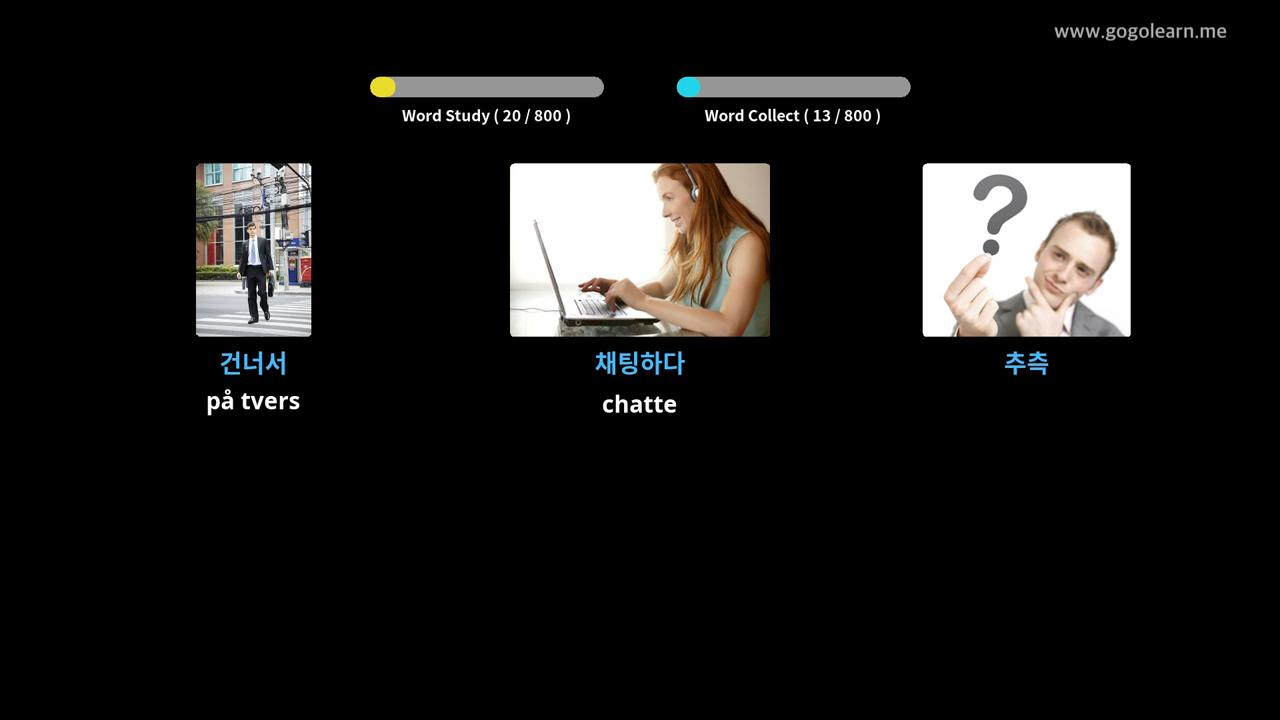 www.gogolearn.me
Word Study ( 20 / 800 )
Word Collect ( 13 / 800 )
건너서
채팅하다
추측
på tvers
chatte